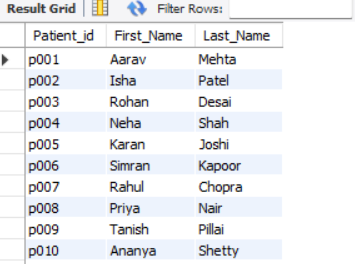 Result Grid Filter Rows:
Patient_id First_Name Last_Name
p001 Aarav Mehta
p002 Isha Patel
p003 Rohan Desai
p004 Neha Shah
p005 Karan Joshi
p006 Simran Kapoor
p007 Rahul Chopra
p008 Priya Nair
p009 Tanish Pillai
p010 Ananya Shetty